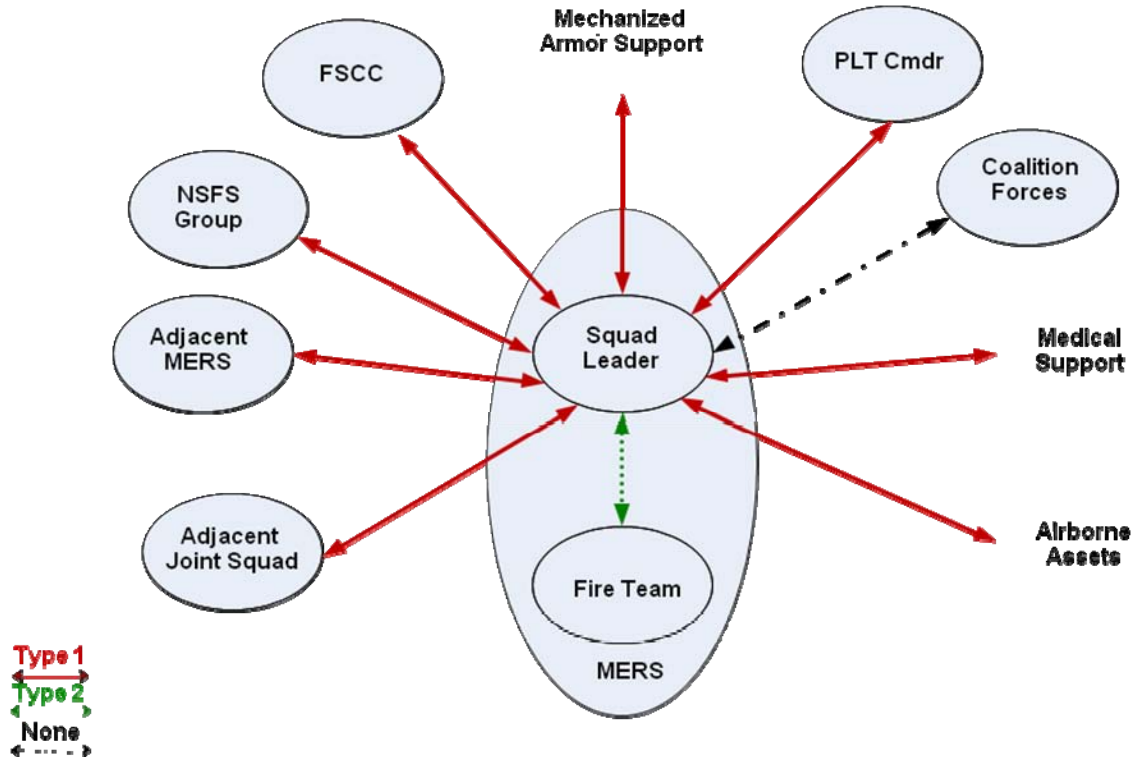 Mechanized
Armor Support
FSCC
PLT Cmdr
Coalition
Forces
NSFS
Group
Adjacent
MERS
Squad
Leader
Medical
Support
Adjacent
Joint Squad
Airborne
Assets
Fire Team
MERS
Type 1
Type 2
None